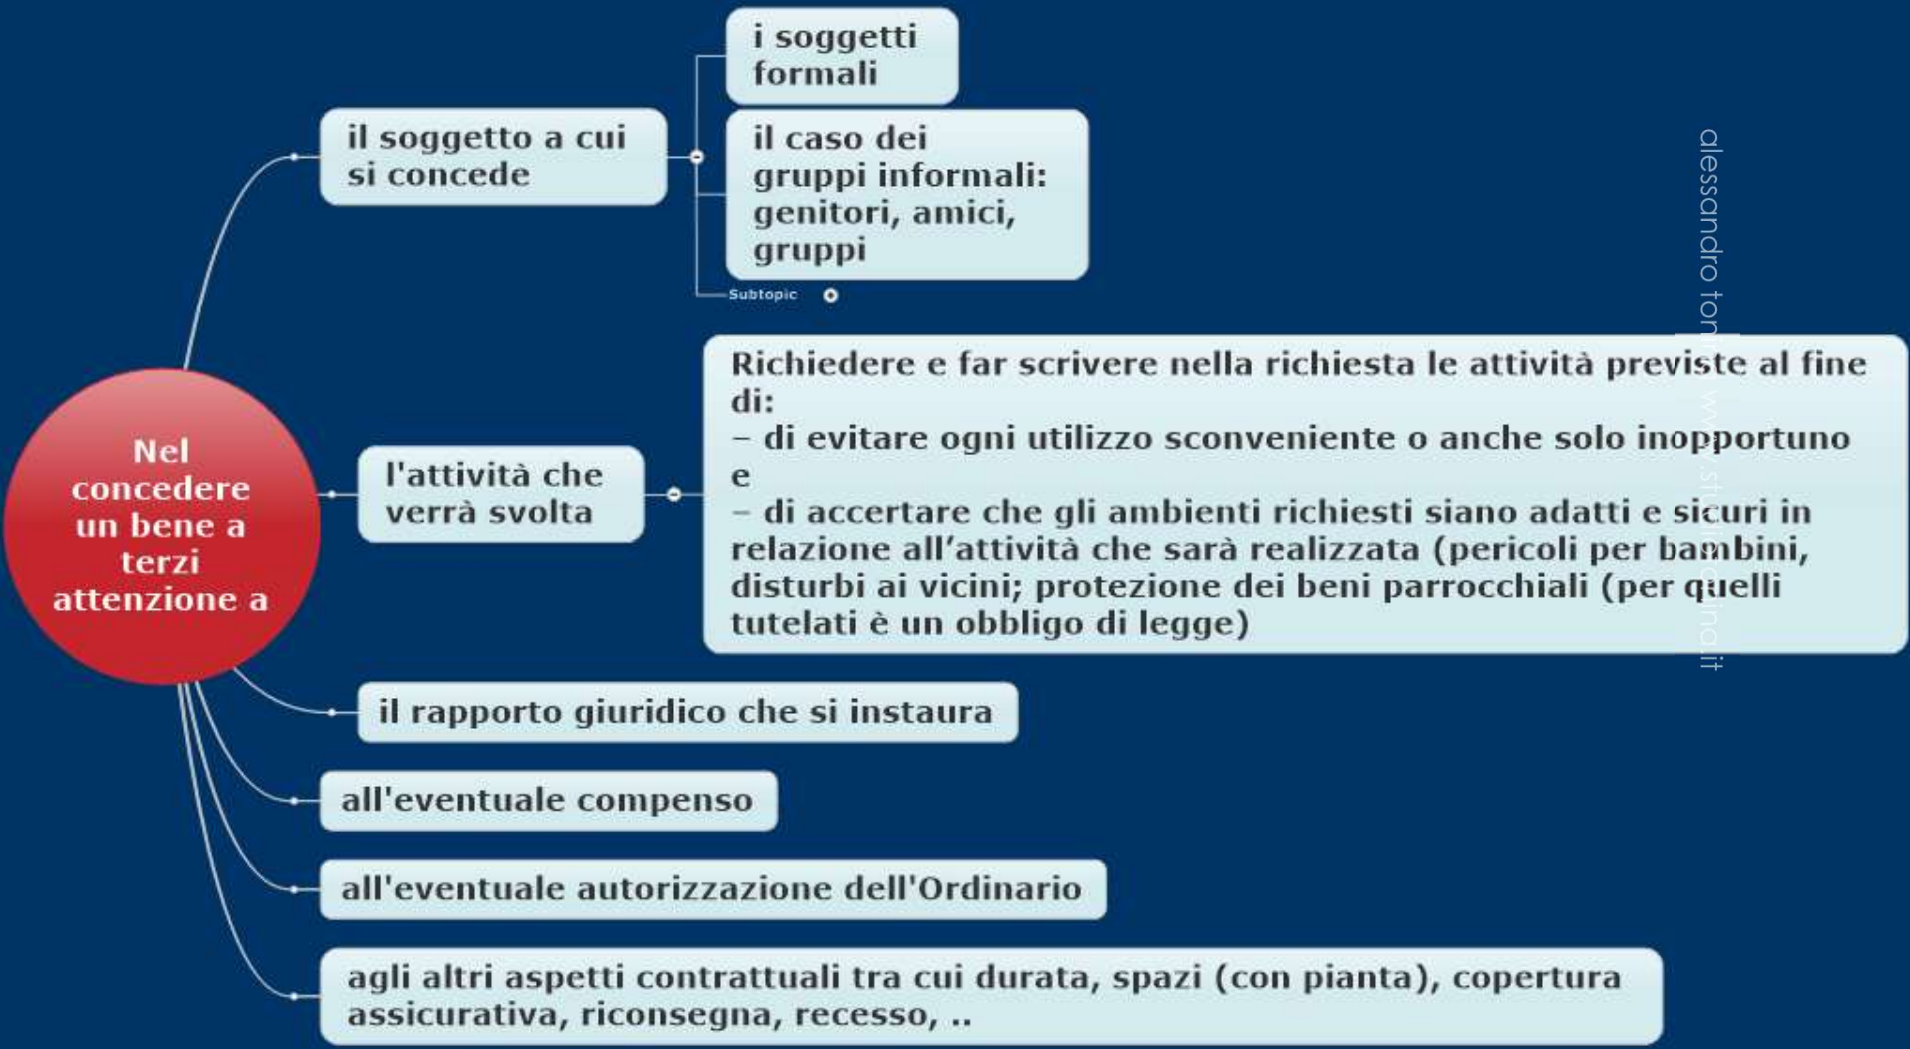 Nel
concedere
un bene a
terzi
attenzione a
il soggetto a cui
si concede
i soggetti
formali
il caso dei
gruppi informali:
genitori, amici,
gruppi
Subtopic
l'attività che
verrà svolta
Richiedere e far scrivere nella richiesta le attività previste al fine
di:
– di evitare ogni utilizzo sconveniente o anche solo inopportuno
e
– di accertare che gli ambienti richiesti siano adatti e sicuri in
relazione all’attività che sarà realizzata (pericoli per bambini,
disturbi ai vicini; protezione dei beni parrocchiali (per quelli
tutelati è un obbligo di legge)
il rapporto giuridico che si instaura
all'eventuale compenso
all'eventuale autorizzazione dell'Ordinario
agli altri aspetti contrattuali tra cui durata, spazi (con pianta), copertura
assicurativa, riconsegna, recesso, ..
alessandro